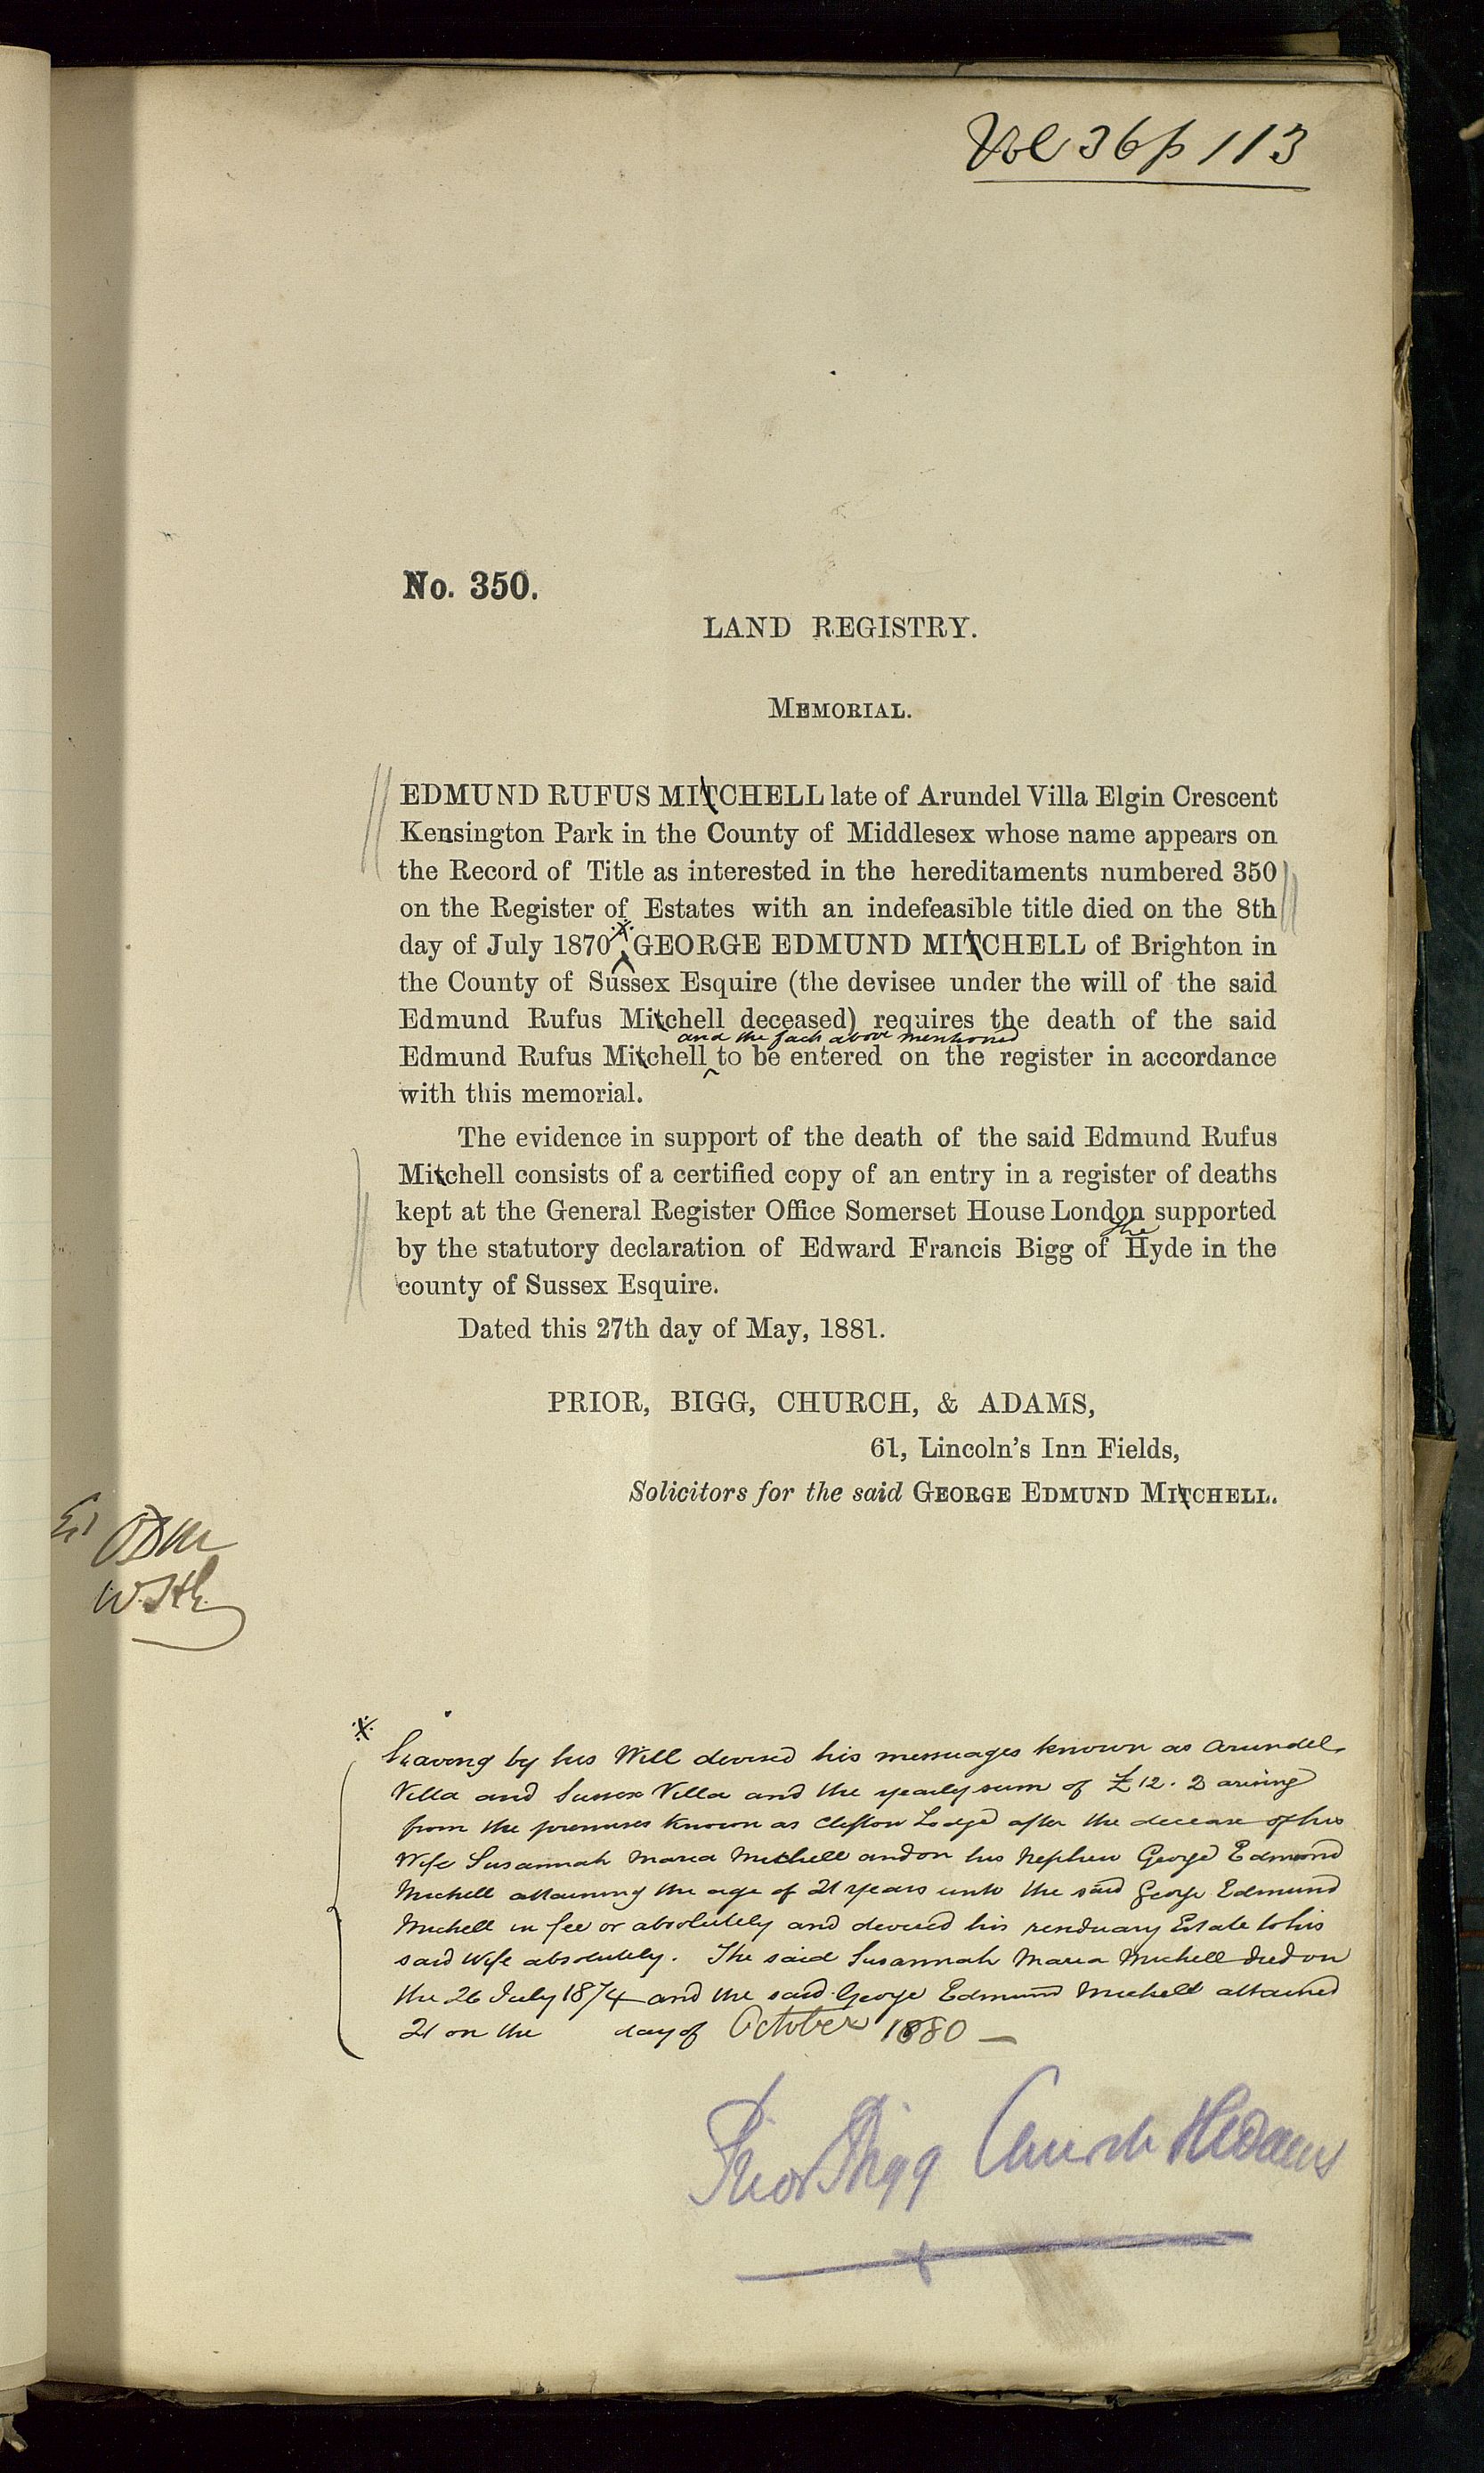 Vol 36 p 113
No. 350.
LAND REGISTRY.
MEMORIAL.
EDMUND RUFUS MITCHELL late of Arundel Villa Elgin Crescent
Kensington Park in the County of Middlesex whose name appears on
the Record of Title as interested in the hereditaments numbered 350
on the Register of Estates with an indefeasible title died on the 8th
day of July 1870 GEORGE EDMUND MITCHELL of Brighton in
the County of Sussex Esquire (the devisee under the will of the said
Edmund Rufus Mitchell deceased) requires the death of the said
and the facts above mentioned
Edmund Rufus Mitchell to be entered on the register in accordance
with this memorial.
The evidence in support of the death of the said Edmund Rufus
Mitchell consists of a certified copy of an entry in a register of deaths
kept at the General Register Office Somerset House London supported
the
by the statutory declaration of Edward Francis Bigg of Hyde in the
county of Sussex Esquire.
Dated this 27th day of May, 1881.
PRIOR, BIGG, CHURCH, & ADAMS,
61, Lincoln's Inn Fields,
Solicitors for the said GEORGE EDMUND MITCHELL.
having by his Will devised his messuages known as Arundel
Villa and Sussex Villa and the yearly sum of £12. 2 arising
from the premises known as Clifton Lodge after the decease of his
Wife Susannah Maria Michell and on his Nephew George Edmund
Michell attaining the age of 21 years unto the said George Edmund
Michell in fee or absolutely and devised his residuary Estate to his
said Wife absolutely. The said Susannah Maria Michell died on
the 26 July 1874 and the said George Edmund Michell attained
21 on the day of October 1880 —
Prior Bigg Church & Adams